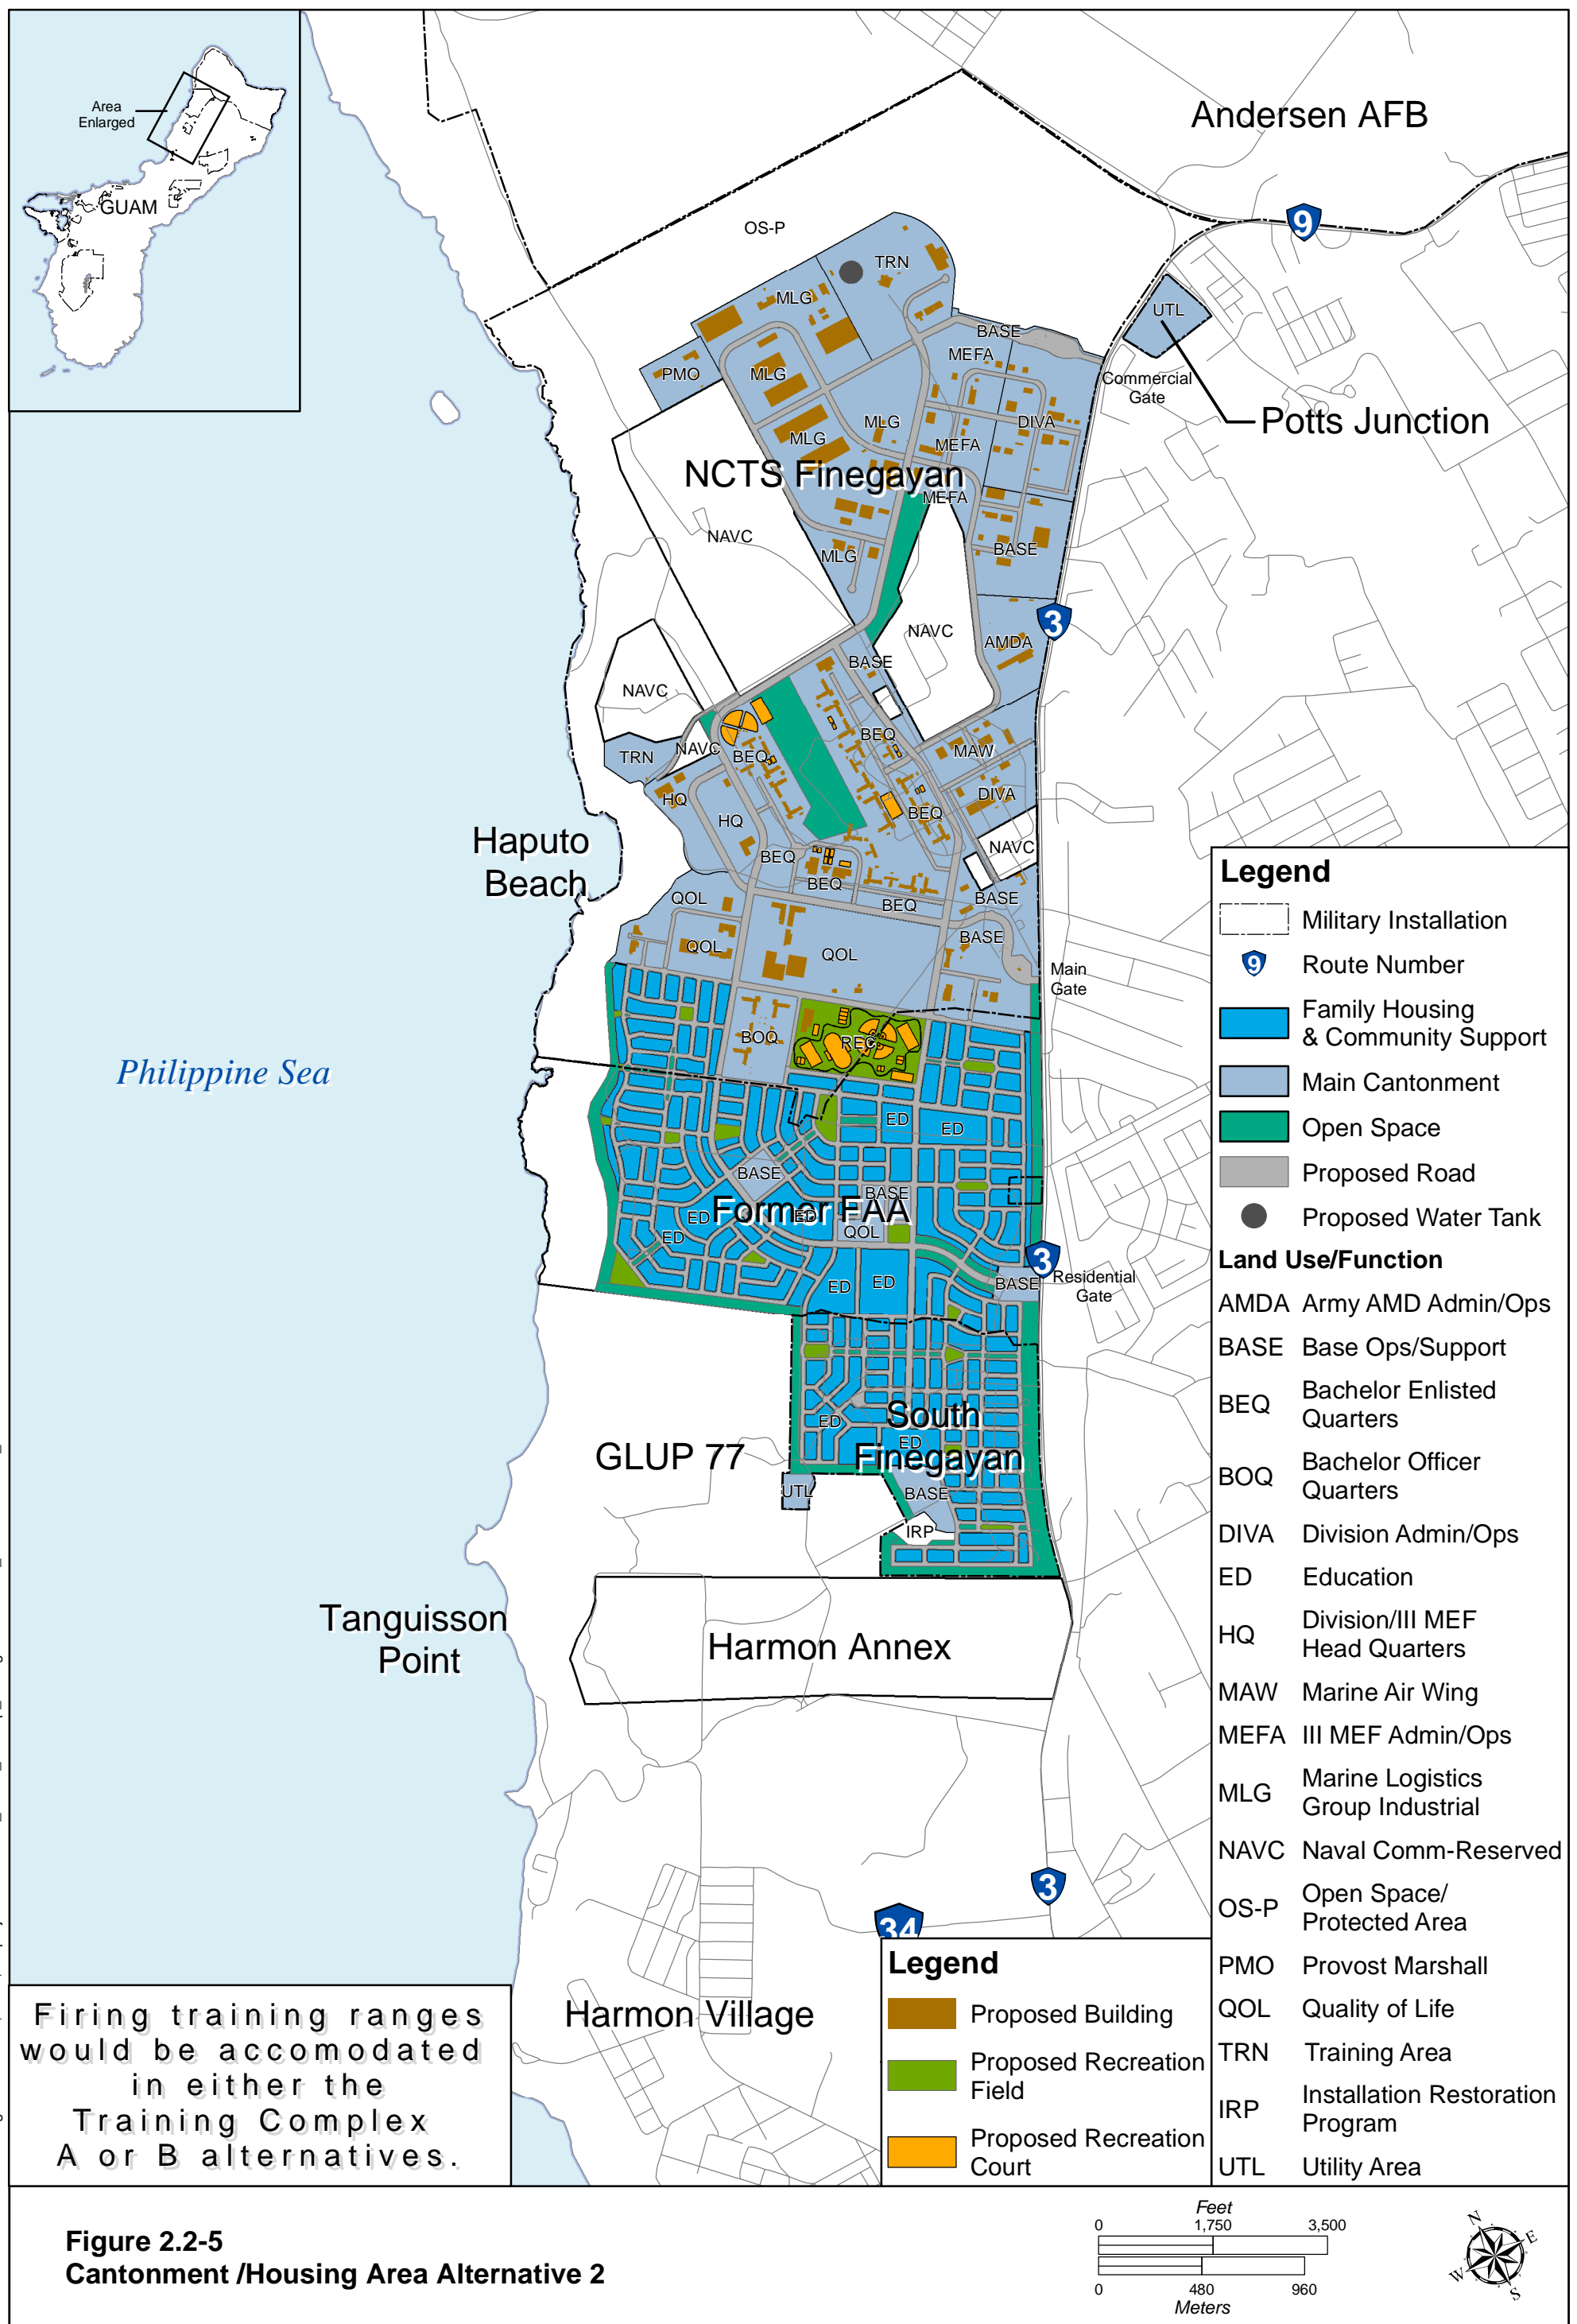 Area
Enlarged
GUAM
Andersen AFB
9
OS-P
TRN
MLG
UTL
BASE
MEFA
PMO
MLG
Commercial
Gate
Potts Junction
MLG
DIVA
MLG
MEFA
NCTS Finegayan
MEFA
NAVC
BASE
MLG
3
NAVC
AMDA
BASE
NAVC
BEQ
NAVC
BEQ
MAW
TRN
HQ
DIVA
BEQ
HQ
Haputo
Beach
NAVC
BEQ
BEQ
QOL
BEQ
BASE
BASE
QOL
QOL
Main
Gate
BOQ
REC
Philippine Sea
ED
ED
BASE
BASE
Former FAA
ED
ED
QOL
ED
3
Residential
Gate
ED
ED
BASE
ED
South
Finegayan
ED
GLUP 77
UTL
BASE
IRP
Tanguisson
Point
Harmon Annex
3
34
Harmon Village
Firing training ranges
would be accomodated
in either the
Training Complex
A or B alternatives.
Legend
Proposed Building
Proposed Recreation
Field
Proposed Recreation
Court
Legend
Military Installation
9 Route Number
Family Housing
& Community Support
Main Cantonment
Open Space
Proposed Road
Proposed Water Tank
Land Use/Function
AMDA Army AMD Admin/Ops
BASE Base Ops/Support
BEQ Bachelor Enlisted
Quarters
BOQ Bachelor Officer
Quarters
DIVA Division Admin/Ops
ED Education
HQ Division/III MEF
Head Quarters
MAW Marine Air Wing
MEFA III MEF Admin/Ops
MLG Marine Logistics
Group Industrial
NAVC Naval Comm-Reserved
OS-P Open Space/
Protected Area
PMO Provost Marshall
QOL Quality of Life
TRN Training Area
IRP Installation Restoration
Program
UTL Utility Area
Figure 2.2-5
Cantonment /Housing Area Alternative 2
Feet
0 1,750 3,500
0 480 960
Meters
N
E
W
S